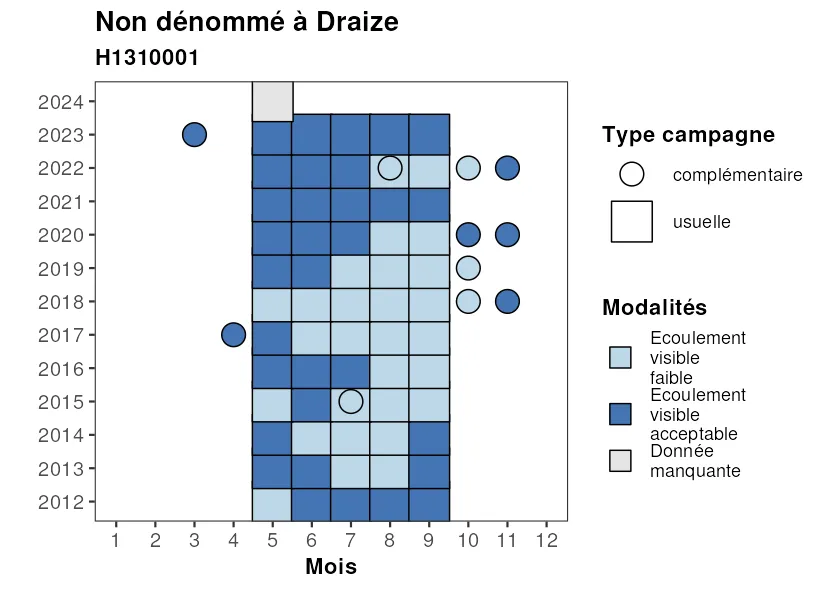 Non dénommé à Draize
H1310001
2024
2023
2022
2021
2020
2019
2018
2017
2016
2015
2014
2013
2012
1 2 3 4 5 6 7 8 9 10 11 12
Mois
Type campagne
complémentaire
usuelle
Modalités
Ecoulement
visible
faible
Ecoulement
visible
acceptable
Donnée
manquante